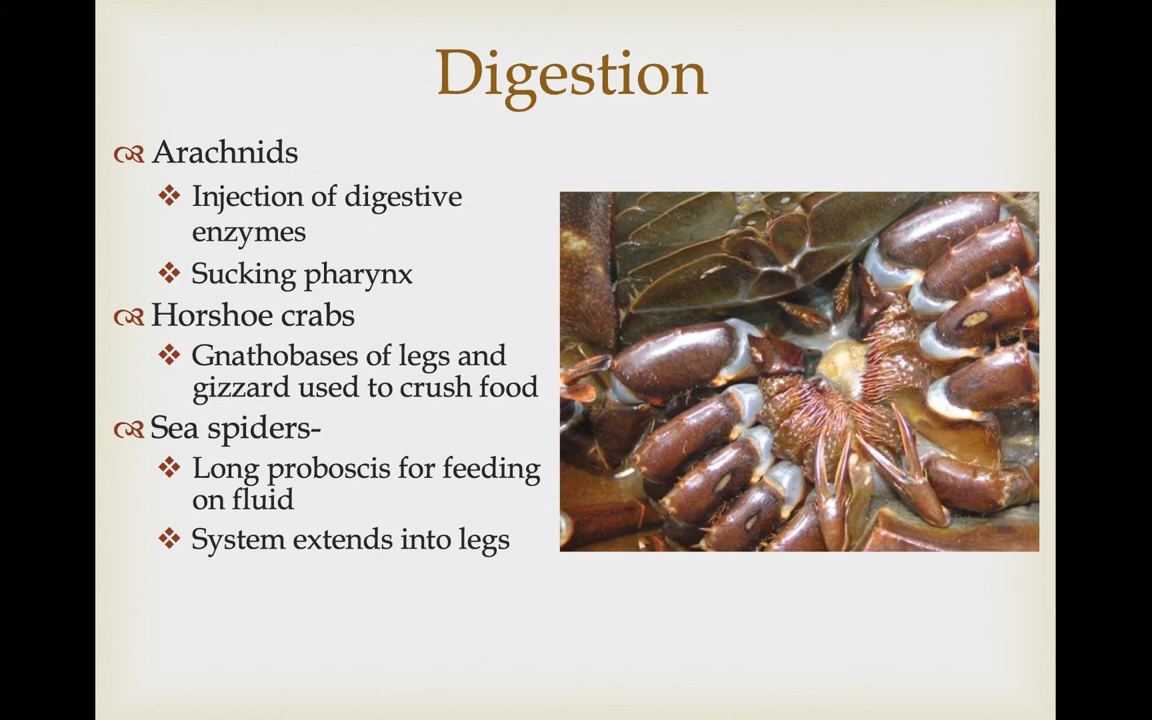 Digestion
Arachnids
Injection of digestive
enzymes
Sucking pharynx
Horshoe crabs
Gnathobases of legs and
gizzard used to crush food
Sea spiders-
Long proboscis for feeding
on fluid
System extends into legs